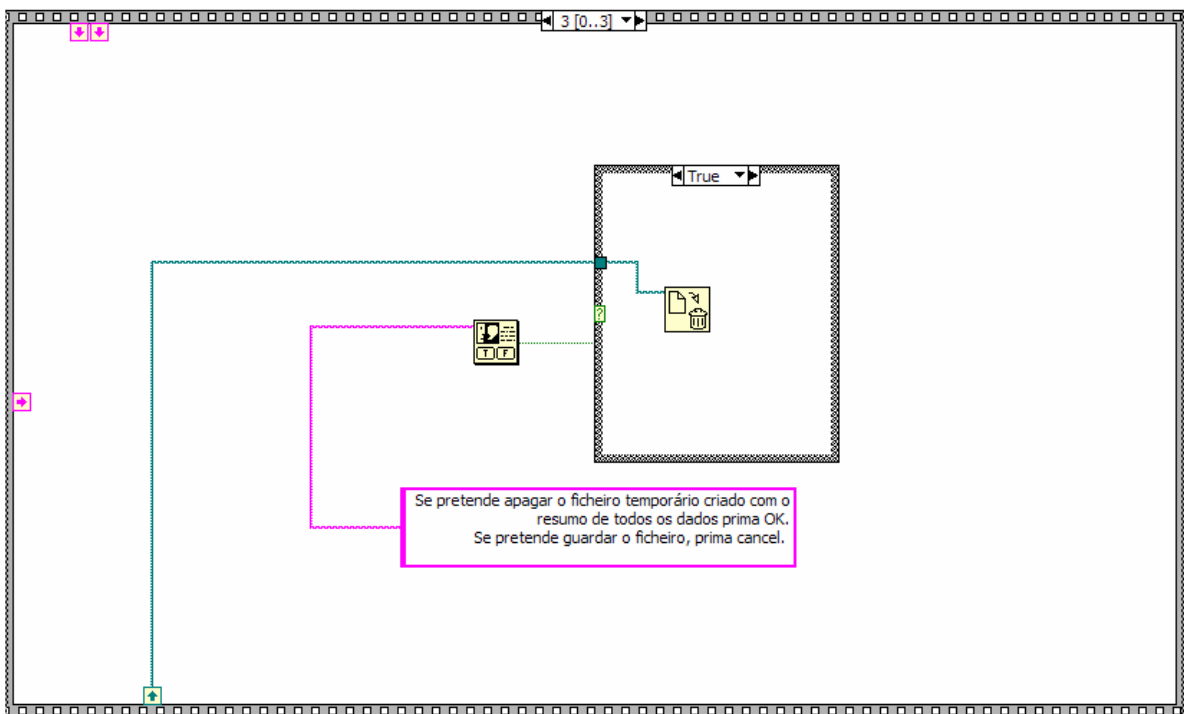 3 [0..3]
True
?
T F
Se pretende apagar o ficheiro temporário criado com o
resumo de todos os dados prima OK.
Se pretende guardar o ficheiro, prima cancel.